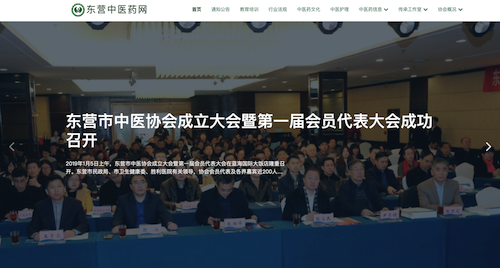 东营中医药网
首页 通知公告 教育培训 行业法规 中医药文化 中医护理 中医药信息 传承工作室 协会概况
东营市中医协会成立大会暨第一届会员代表大会成功
召开
2019年1月5日上午，东营市中医协会成立大会暨第一届会员代表大会在蓝海国际大饭店隆重召
开。东营市民政局、市卫生健康委、胜利医院有关领导，协会会员代表及各界嘉宾近200人...